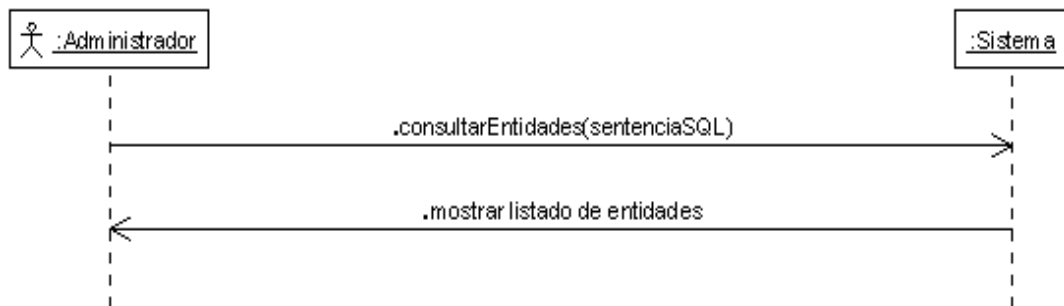 :Administrador
:Sistema
.consultarEntidades(sentenciaSQL)
.mostrar listado de entidades